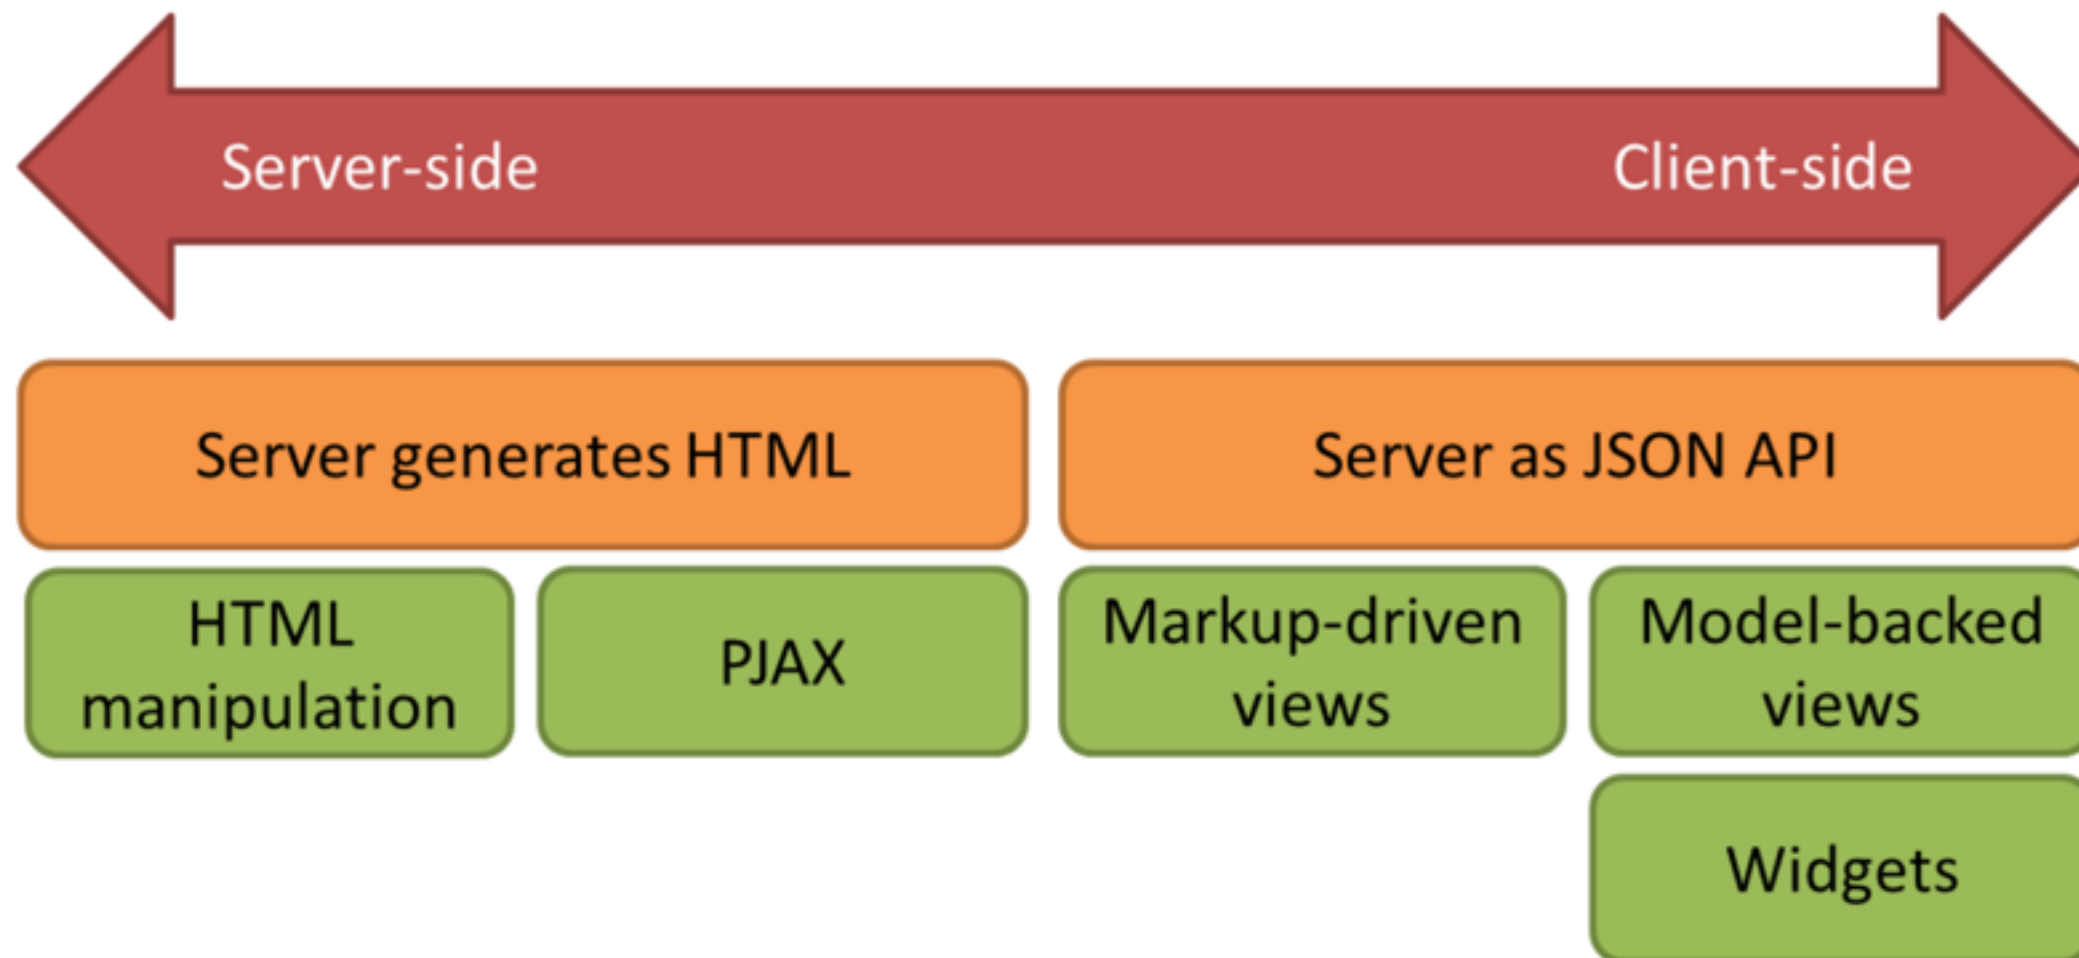 Server-side
Client-side
Server generates HTML
Server as JSON API
HTML
manipulation
PJAX
Markup-driven
views
Model-backed
views
Widgets